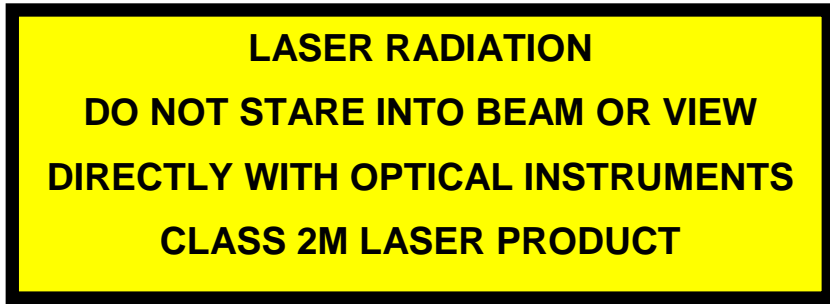 LASER RADIATION
DO NOT STARE INTO BEAM OR VIEW
DIRECTLY WITH OPTICAL INSTRUMENTS
CLASS 2M LASER PRODUCT